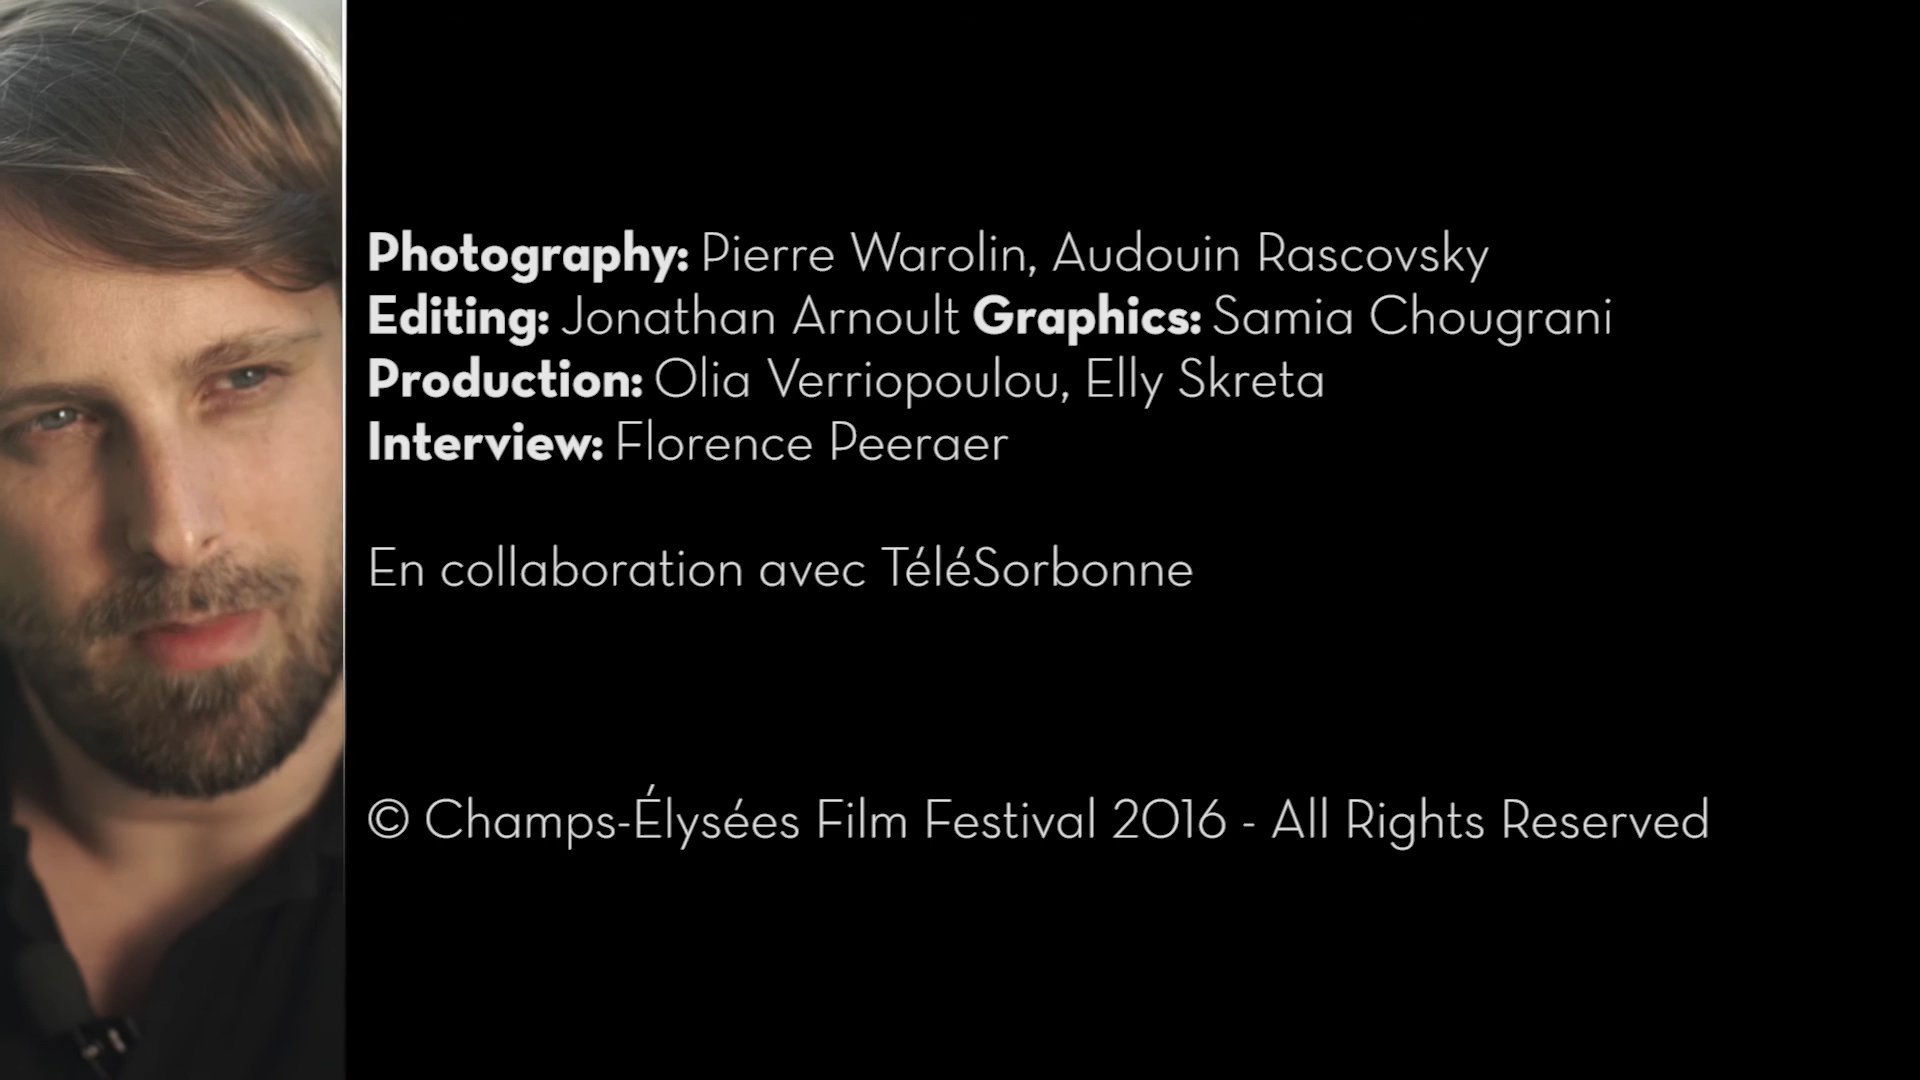 Photography: Pierre Warolin, Audouin Rascovsky
Editing: Jonathan Arnoult Graphics: Samia Chougrani
Production: Olia Verriopoulou, Elly Skreta
Interview: Florence Peeraer
En collaboration avec TéléSorbonne
© Champs-Élysées Film Festival 2016 - All Rights Reserved